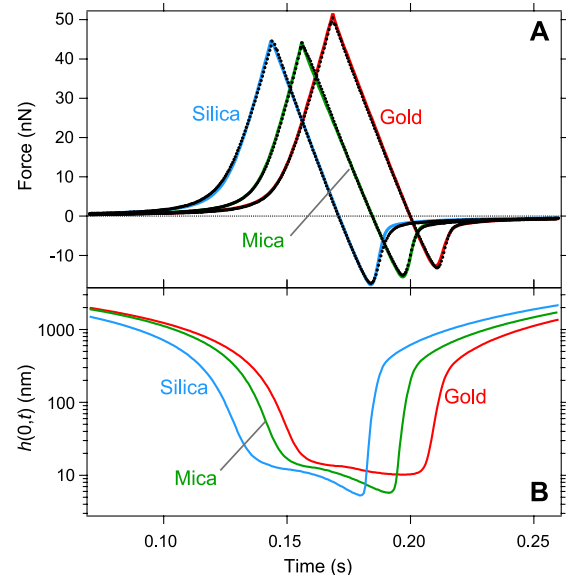 A
50
40
30
20
10
0
-10
Force (nN)
Silica
Gold
Mica
B
1000
100
10
h(0,t) (nm)
Silica
Gold
Mica
0.10
0.15
0.20
0.25
Time (s)